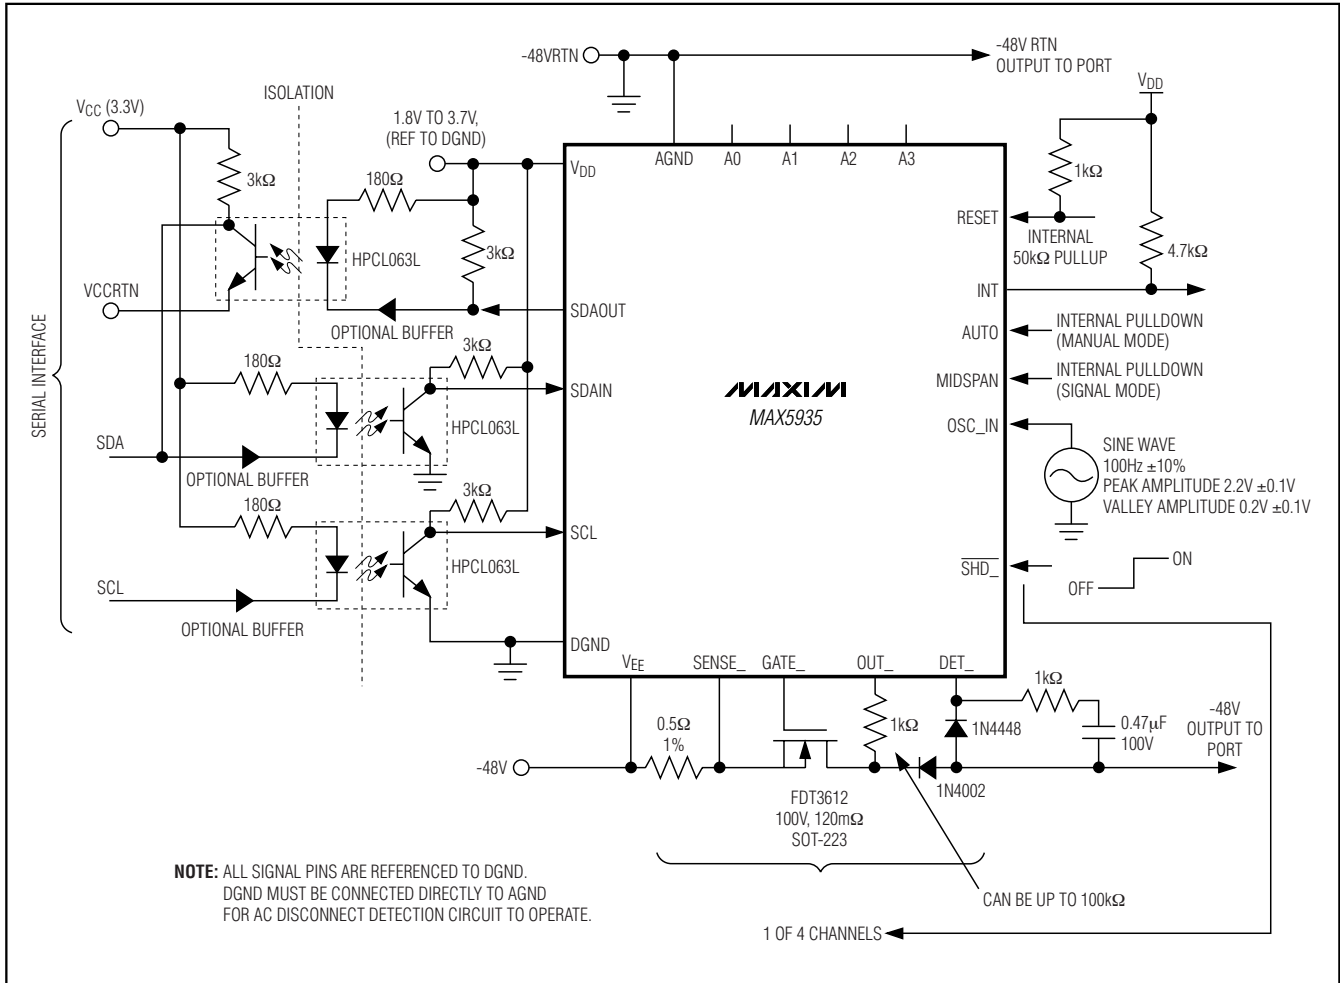 -48VRTN
-48V RTN
OUTPUT TO PORT
VDD
ISOLATION
VCC (3.3V)
1.8V TO 3.7V,
(REF TO DGND)
VDD
AGND
A0
A1
A2
A3
1kΩ
3kΩ
180Ω
RESET
INTERNAL
50kΩ PULLUP
4.7kΩ
HPCL063L
3kΩ
VCCRTN
SDAOUT
INT
OPTIONAL BUFFER
AUTO
INTERNAL PULLDOWN
(MANUAL MODE)
SERIAL INTERFACE
180Ω
3kΩ
SDAIN
MAXIM
MAX5935
MIDSPAN
INTERNAL PULLDOWN
(SIGNAL MODE)
HPCL063L
OSC_IN
SDA
OPTIONAL BUFFER
SINE WAVE
100Hz ±10%
PEAK AMPLITUDE 2.2V ±0.1V
VALLEY AMPLITUDE 0.2V ±0.1V
180Ω
3kΩ
SCL
HPCL063L
SHD_
ON
OFF
SCL
OPTIONAL BUFFER
DGND
VEE
SENSE_
GATE_
OUT_
DET_
1kΩ
0.5Ω
1%
1kΩ
1N4448
0.47µF
100V
-48V
OUTPUT TO
PORT
-48V
1N4002
FDT3612
100V, 120mΩ
SOT-223
NOTE: ALL SIGNAL PINS ARE REFERENCED TO DGND.
DGND MUST BE CONNECTED DIRECTLY TO AGND
FOR AC DISCONNECT DETECTION CIRCUIT TO OPERATE.
CAN BE UP TO 100kΩ
1 OF 4 CHANNELS